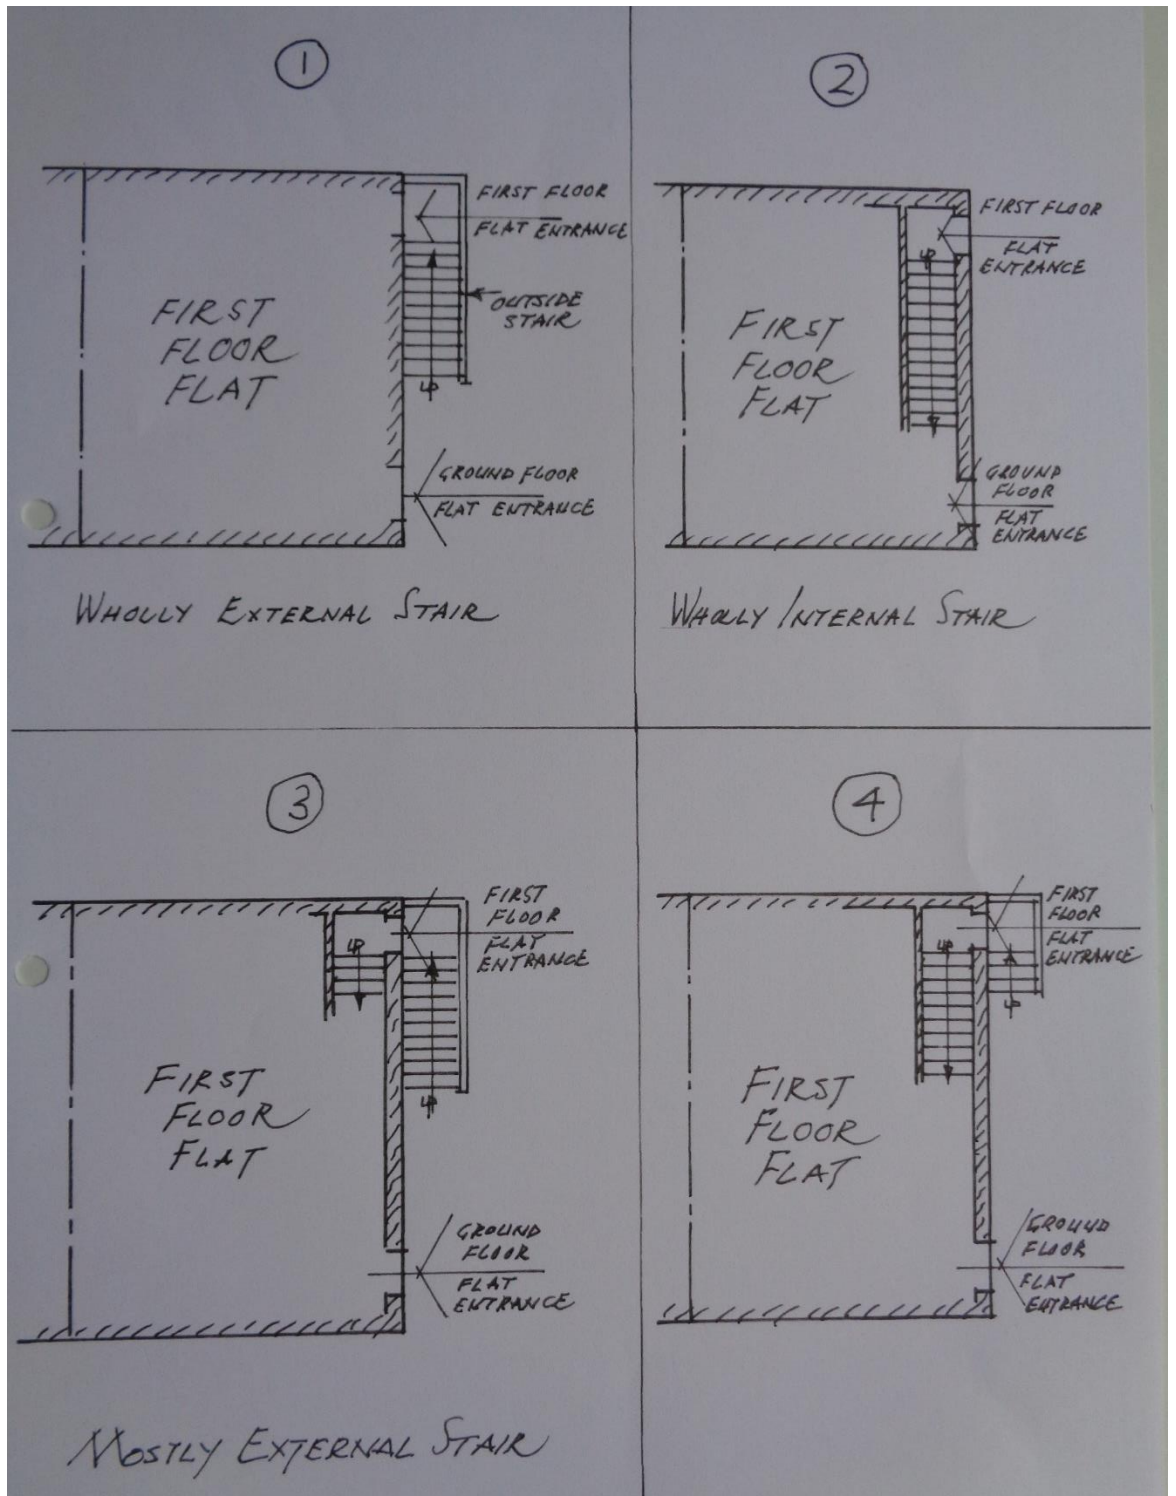 1
FIRST FLOOR
FLAT ENTRANCE
OUTSIDE
STAIR
UP
FIRST
FLOOR
FLAT
GROUND FLOOR
FLAT ENTRANCE
WHOLLY EXTERNAL STAIR
2
FIRST FLOOR
FLAT
ENTRANCE
UP
FIRST
FLOOR
FLAT
GROUND
FLOOR
FLAT
ENTRANCE
WHOLLY INTERNAL STAIR
3
FIRST
FLOOR
FLAT
ENTRANCE
UP
UP
FIRST
FLOOR
FLAT
GROUND
FLOOR
FLAT
ENTRANCE
MOSTLY EXTERNAL STAIR
4
FIRST
FLOOR
FLAT
ENTRANCE
UP
UP
FIRST
FLOOR
FLAT
GROUND
FLOOR
FLAT
ENTRANCE